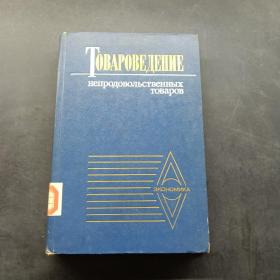 Товароведение
непродовольственных
товаров
ЭКОНОМИКА